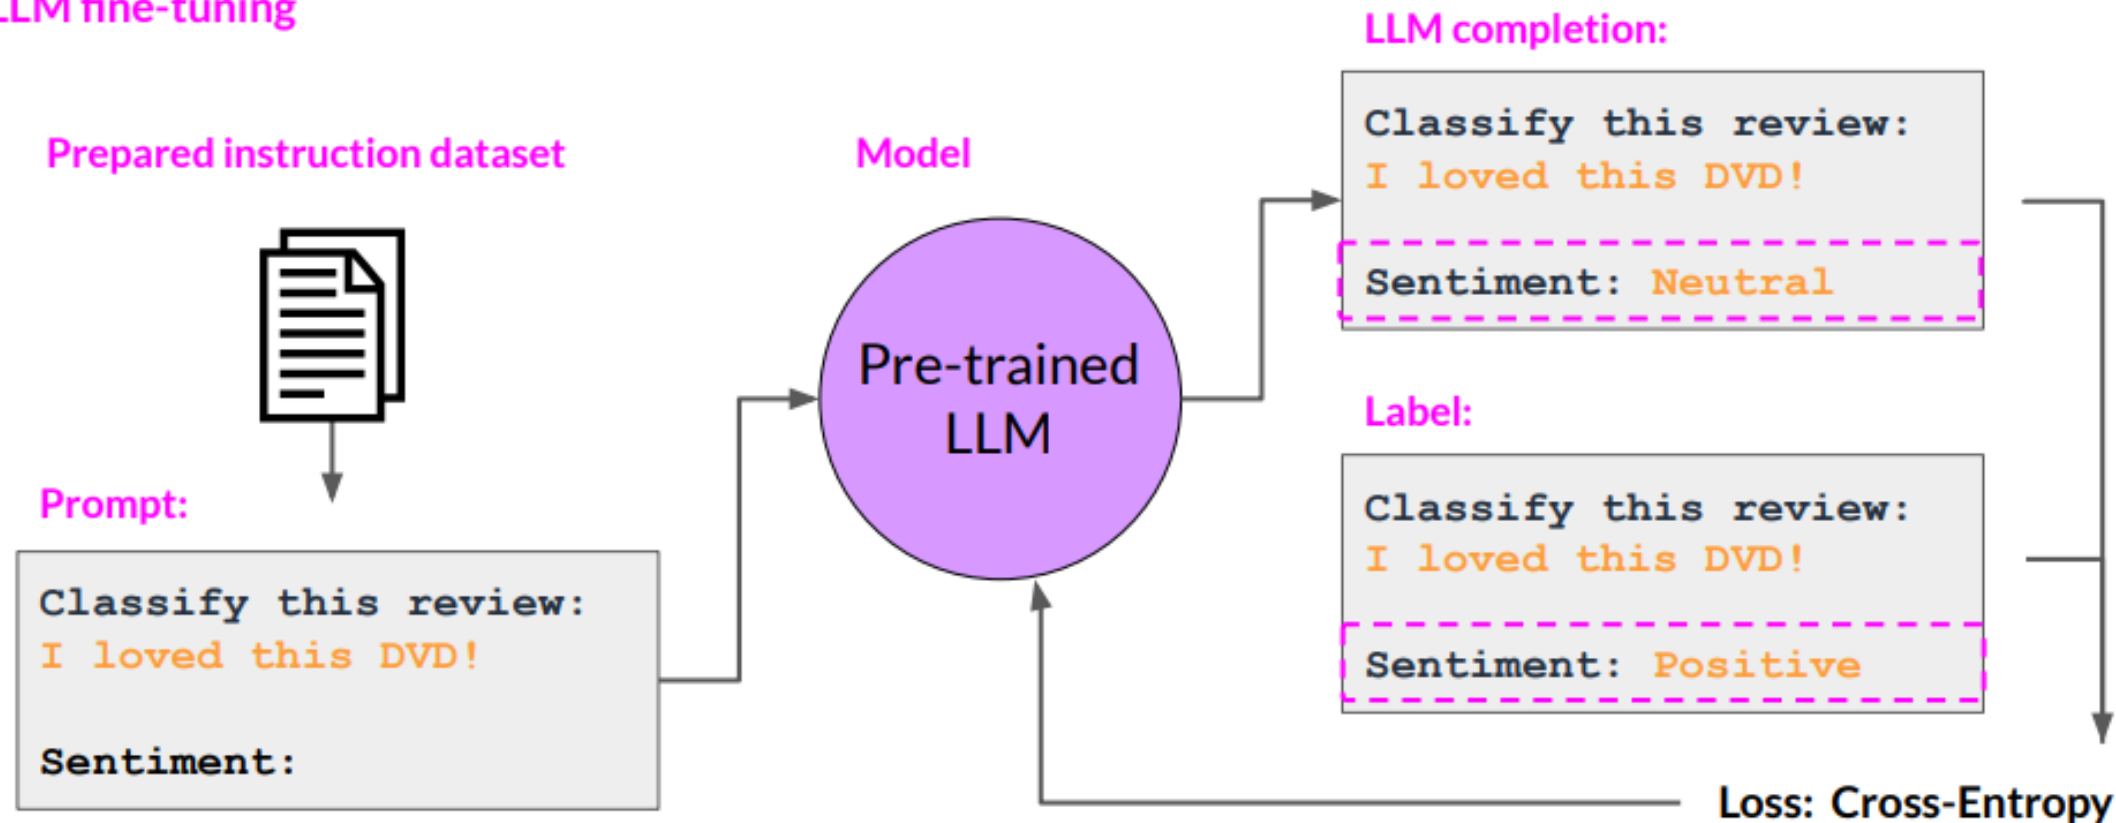 LLM fine-tuning
Prepared instruction dataset
Prompt:
Classify this review:
I loved this DVD!
Sentiment:
Model
Pre-trained
LLM
LLM completion:
Classify this review:
I loved this DVD!
Sentiment: Neutral
Label:
Classify this review:
I loved this DVD!
Sentiment: Positive
Loss: Cross-Entropy